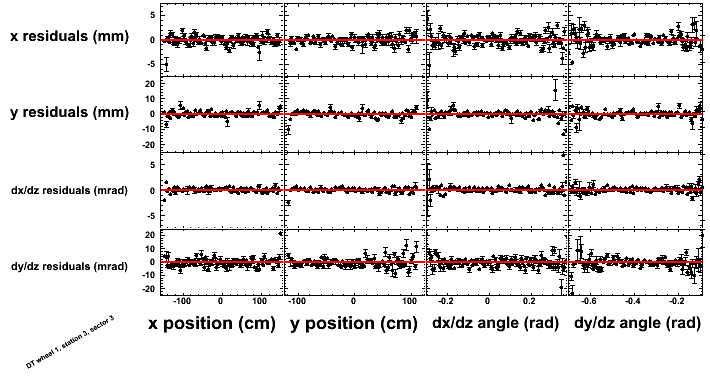 x residuals (mm)
5
0
-5
y residuals (mm)
20
10
0
-10
-20
dx/dz residuals (mrad)
5
0
-5
dy/dz residuals (mrad)
20
10
0
-10
-20
-100 0 100 -100 0 100 -0.2 0 0.2 -0.6 -0.4 -0.2
x position (cm) y position (cm) dx/dz angle (rad) dy/dz angle (rad)
DT wheel 1, station 3, sector 3